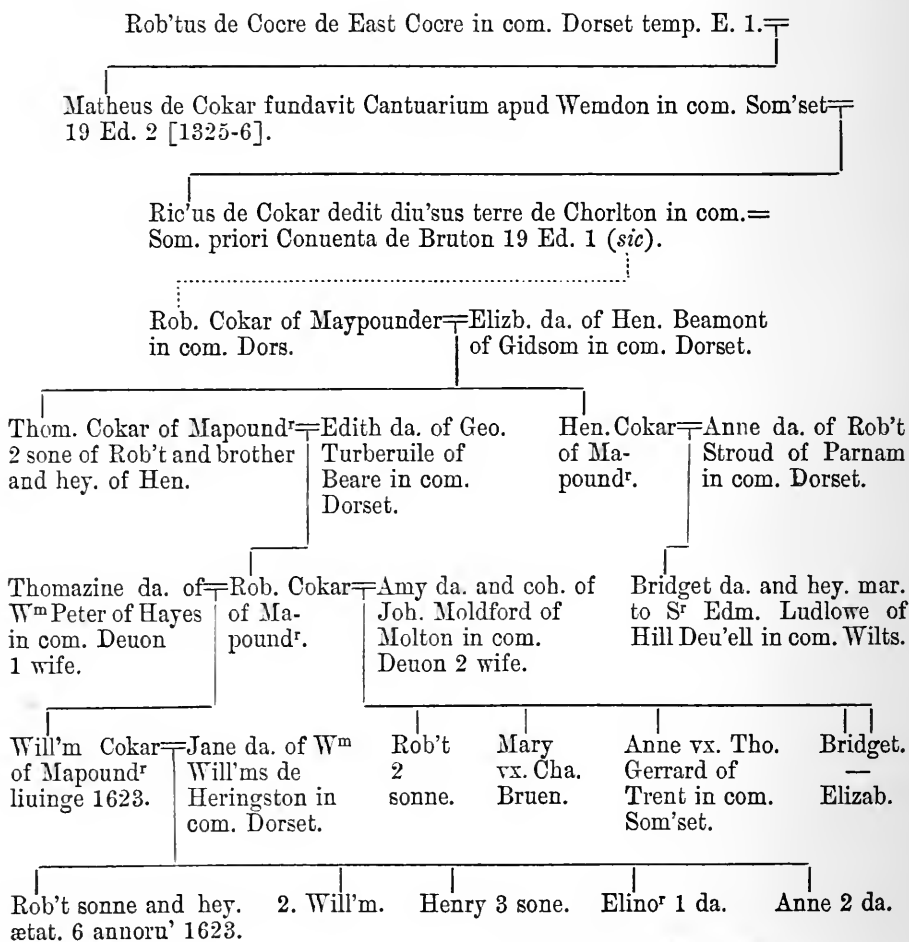 Rob'tus de Cocre de East Cocre in com. Dorset temp. E. 1.=
Matheus de Cokar fundavit Cantuarium apud Wemdon in com. Som'set=
19 Ed. 2 [1325-6].
Ric'us de Cokar dedit diu'sus terre de Chorlton in com.=
Som. priori Conuenta de Bruton 19 Ed. 1 (sic).
Rob. Cokar of Maypounder=Elizb. da. of Hen. Beamont
in com. Dors. of Gidsom in com. Dorset.
Thom. Cokar of Mapoundʳ=Edith da. of Geo.
2 sone of Rob't and brother Turberuile of
and hey. of Hen. Beare in com.
Dorset.
Hen. Cokar=Anne da. of Rob't
of Ma- Stroud of Parnam
poundʳ. in com. Dorset.
Thomazine da. of=Rob. Cokar=Amy da. and coh. of
Wᵐ Peter of Hayes of Ma- Joh. Moldford of
in com. Deuon poundʳ. Molton in com.
1 wife. Deuon 2 wife.
Bridget da. and hey. mar.
to Sʳ Edm. Ludlowe of
Hill Deu'ell in com. Wilts.
Will'm Cokar=Jane da. of Wᵐ
of Mapoundʳ Will'ms de
liuinge 1623. Heringston in
com. Dorset.
Rob't
2
sonne.
Mary
vx. Cha.
Bruen.
Anne vx. Tho.
Gerrard of
Trent in com.
Som'set.
Bridget.
—
Elizab.
Rob't sonne and hey.
ætat. 6 annoru' 1623.
2. Will'm.
Henry 3 sone.
Elinoʳ 1 da.
Anne 2 da.